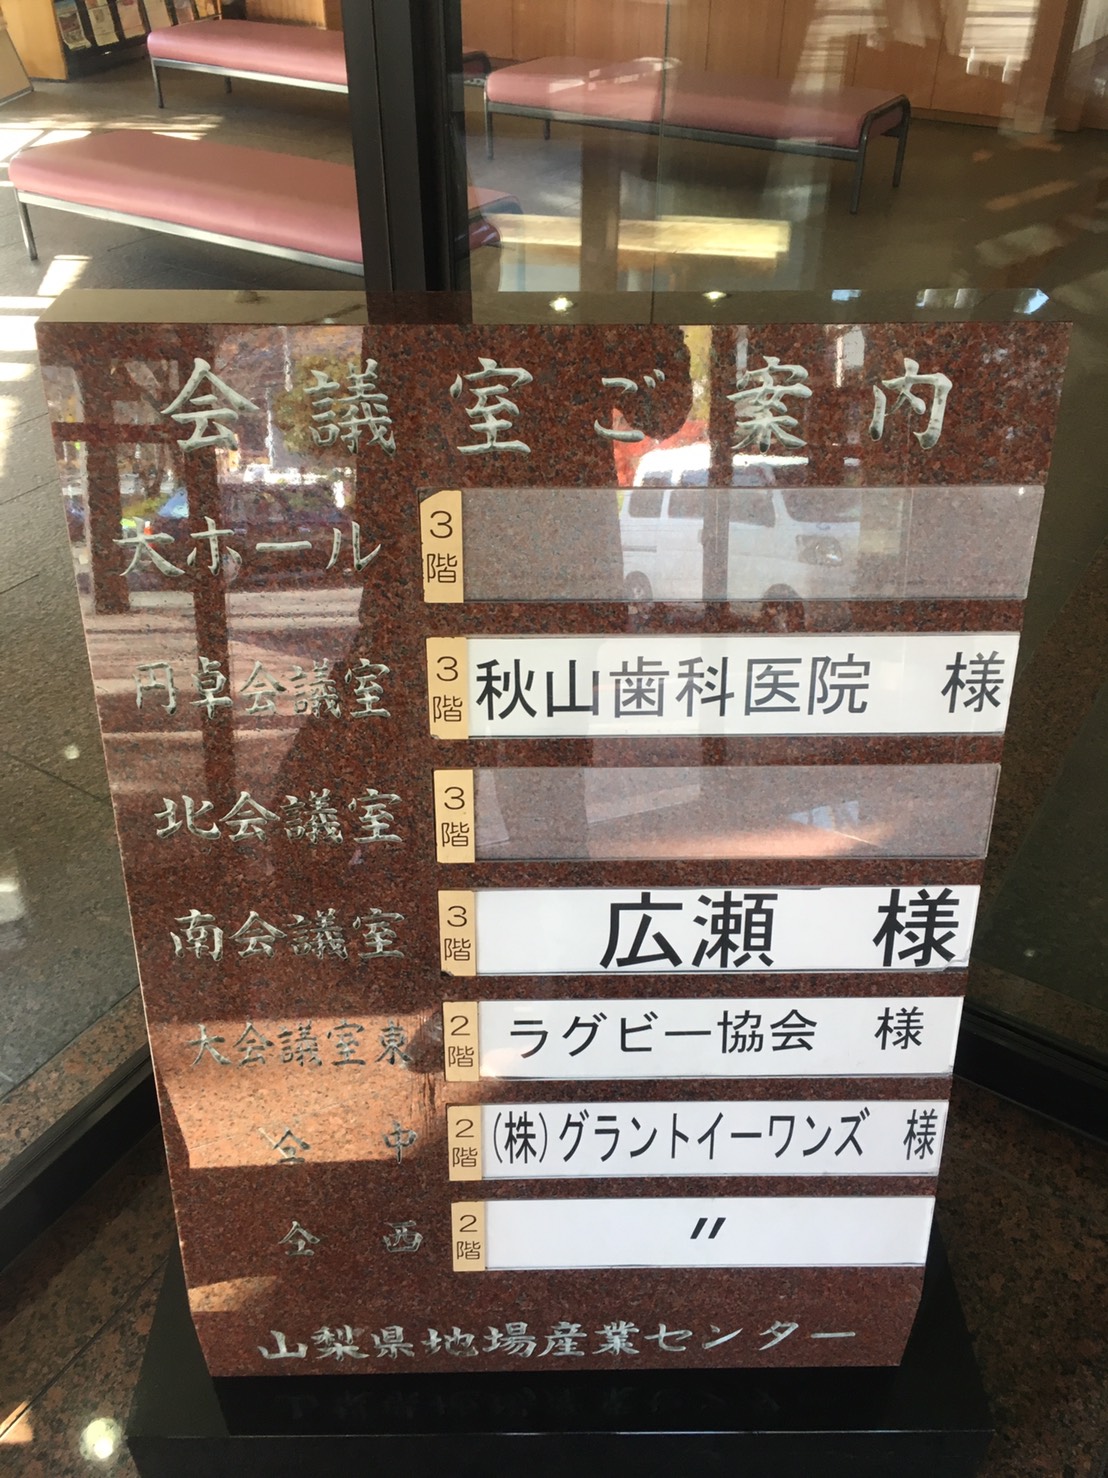 会議室ご案内
大ホール 3階
円卓会議室 3階 秋山歯科医院 様
北会議室 3階
南会議室 3階 広瀬 様
大会議室東 2階 ラグビー協会 様
仝 中 2階 (株)グラントイーワンズ 様
仝 西 2階 〃
山梨県地場産業センター